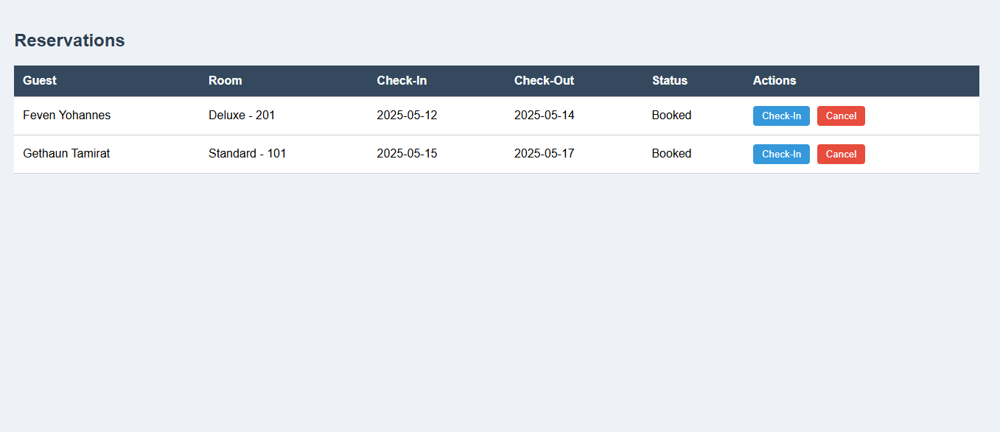 Reservations
Guest Room Check-In Check-Out Status Actions
Feven Yohannes Deluxe - 201 2025-05-12 2025-05-14 Booked Check-In Cancel
Gethaun Tamirat Standard - 101 2025-05-15 2025-05-17 Booked Check-In Cancel